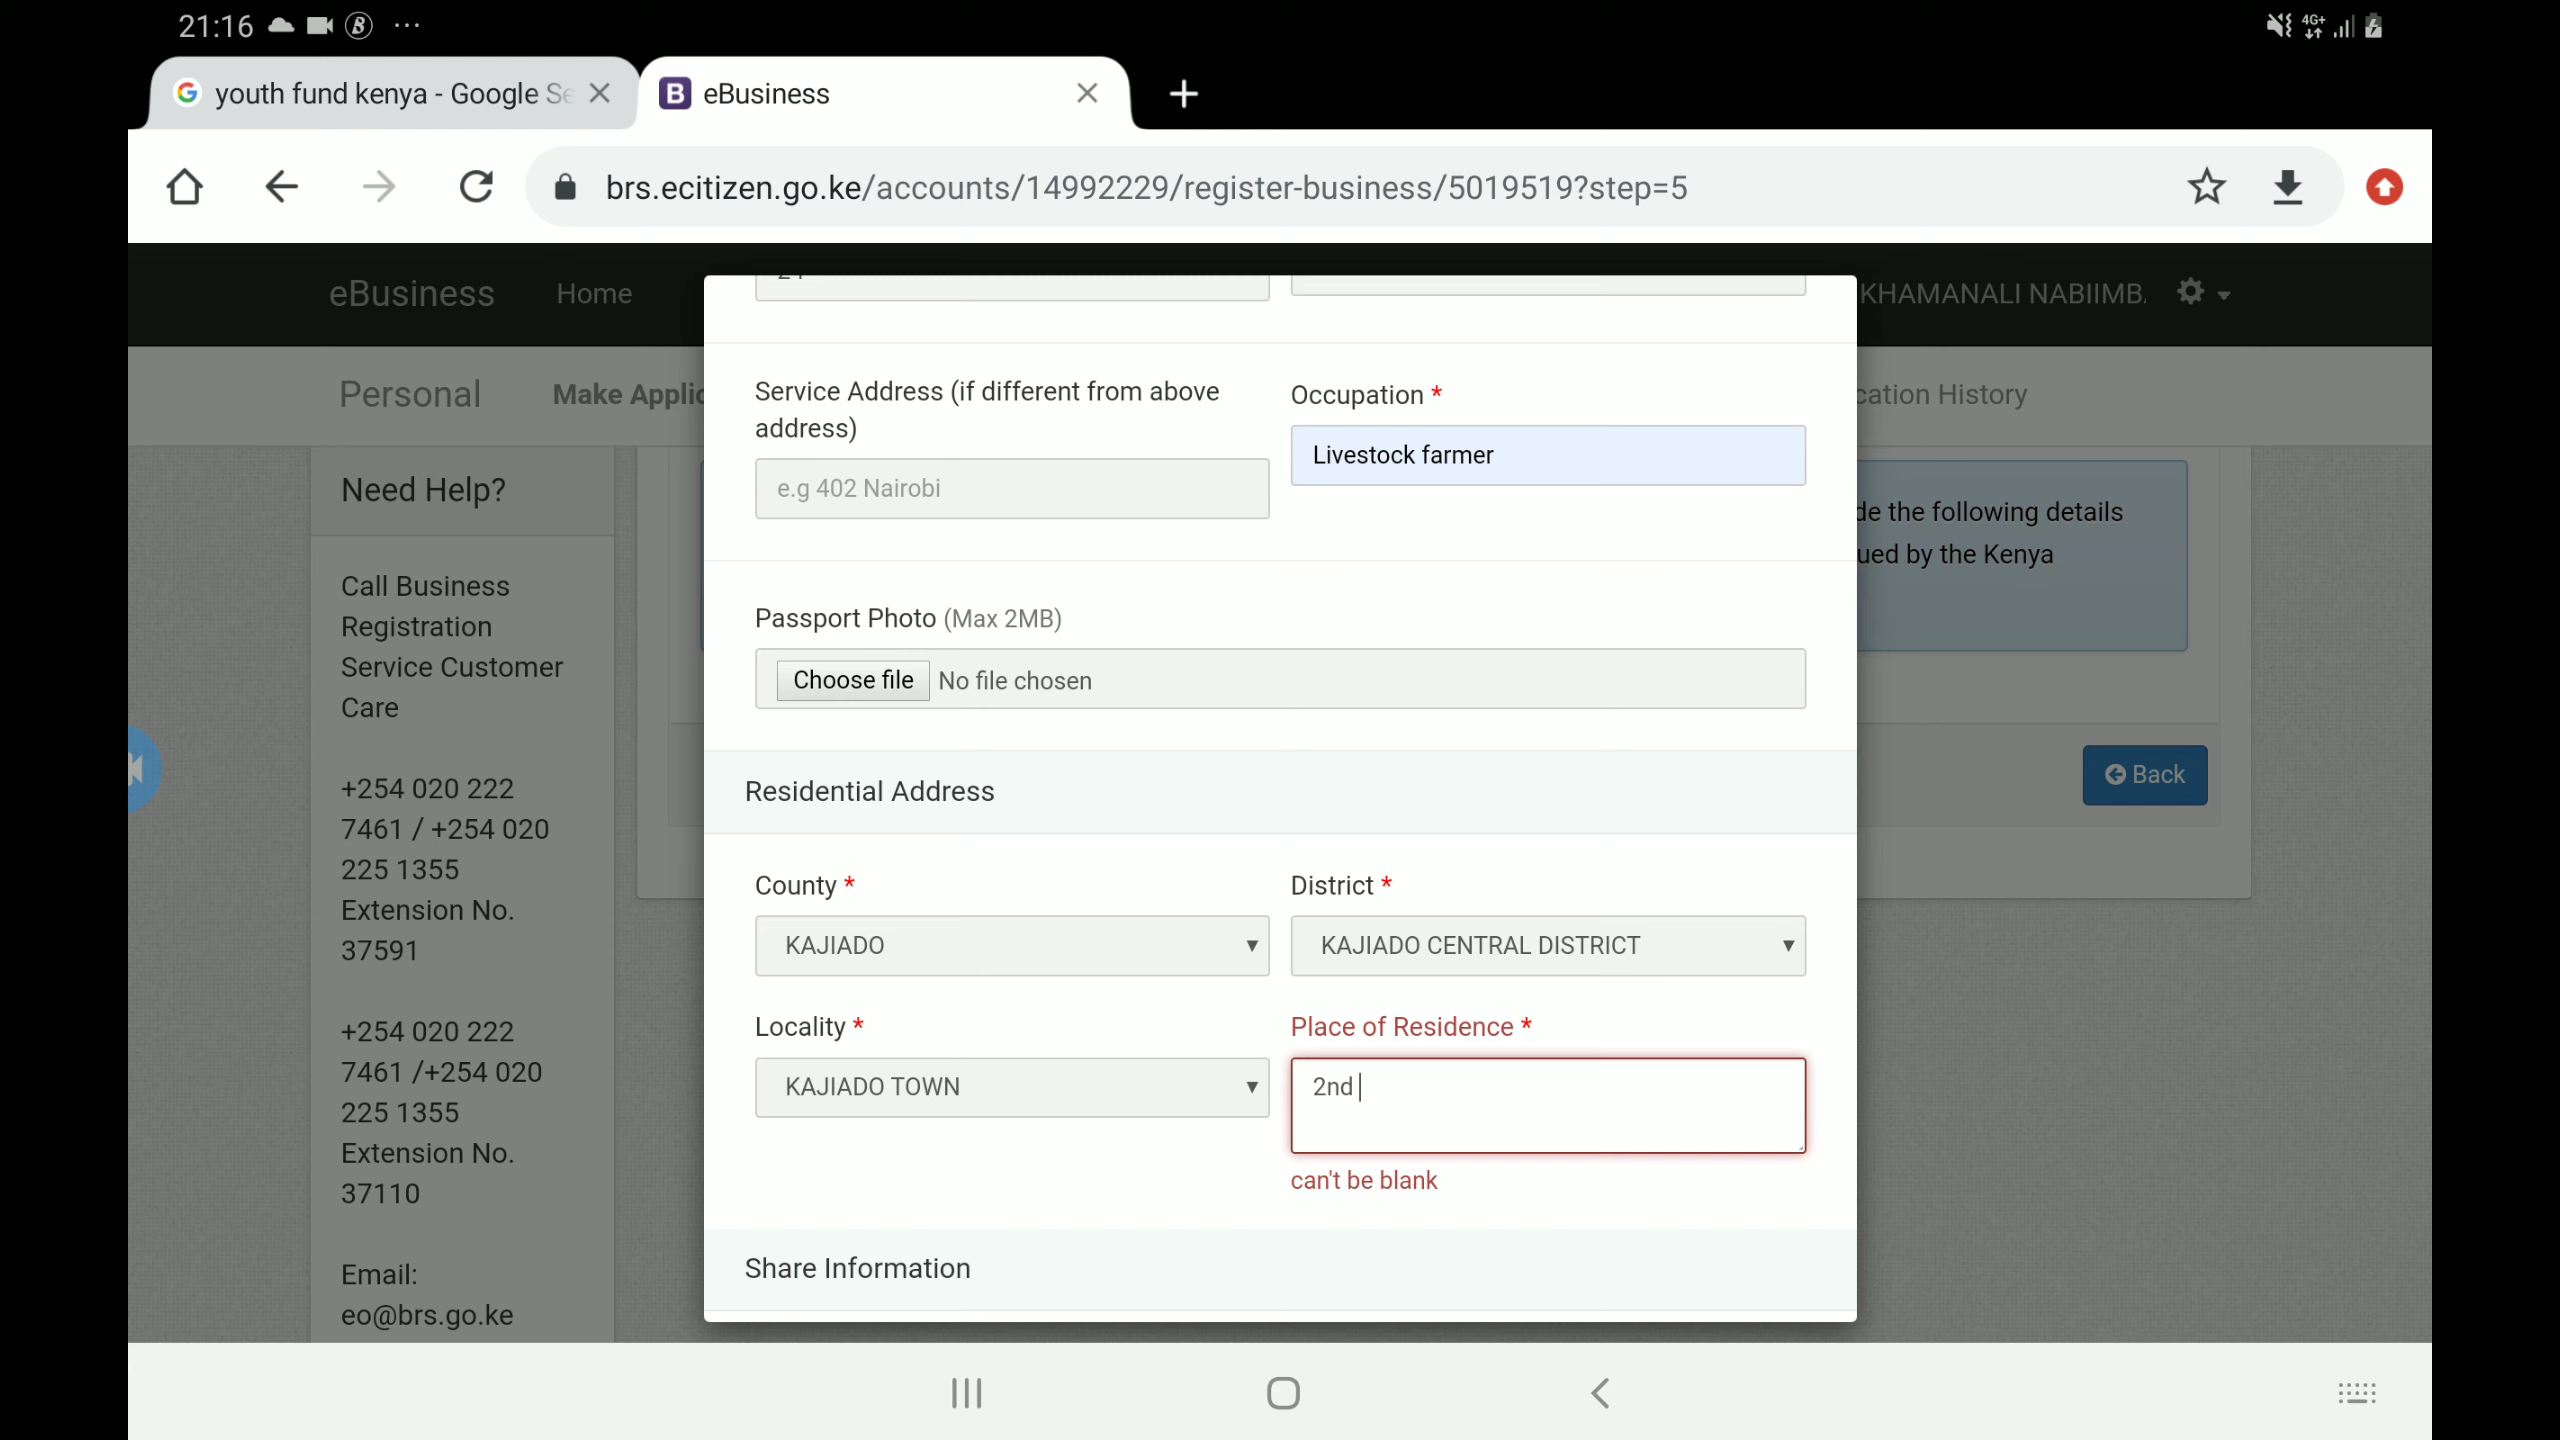 21:16
4G+
youth fund kenya - Google Se
eBusiness
brs.ecitizen.go.ke/accounts/14992229/register-business/5019519?step=5
eBusiness
Home
KHAMANALI NABIIMB
Personal
Make Applic
cation History
Need Help?
Call Business
Registration
Service Customer
Care
+254 020 222
7461 / +254 020
225 1355
Extension No.
37591
+254 020 222
7461 /+254 020
225 1355
Extension No.
37110
Email:
eo@brs.go.ke
Service Address (if different from above
address)
e.g 402 Nairobi
Occupation *
Livestock farmer
Passport Photo (Max 2MB)
Choose file No file chosen
Residential Address
County *
KAJIADO
District *
KAJIADO CENTRAL DISTRICT
Locality *
KAJIADO TOWN
Place of Residence *
2nd
can't be blank
Share Information
de the following details
ued by the Kenya
Back